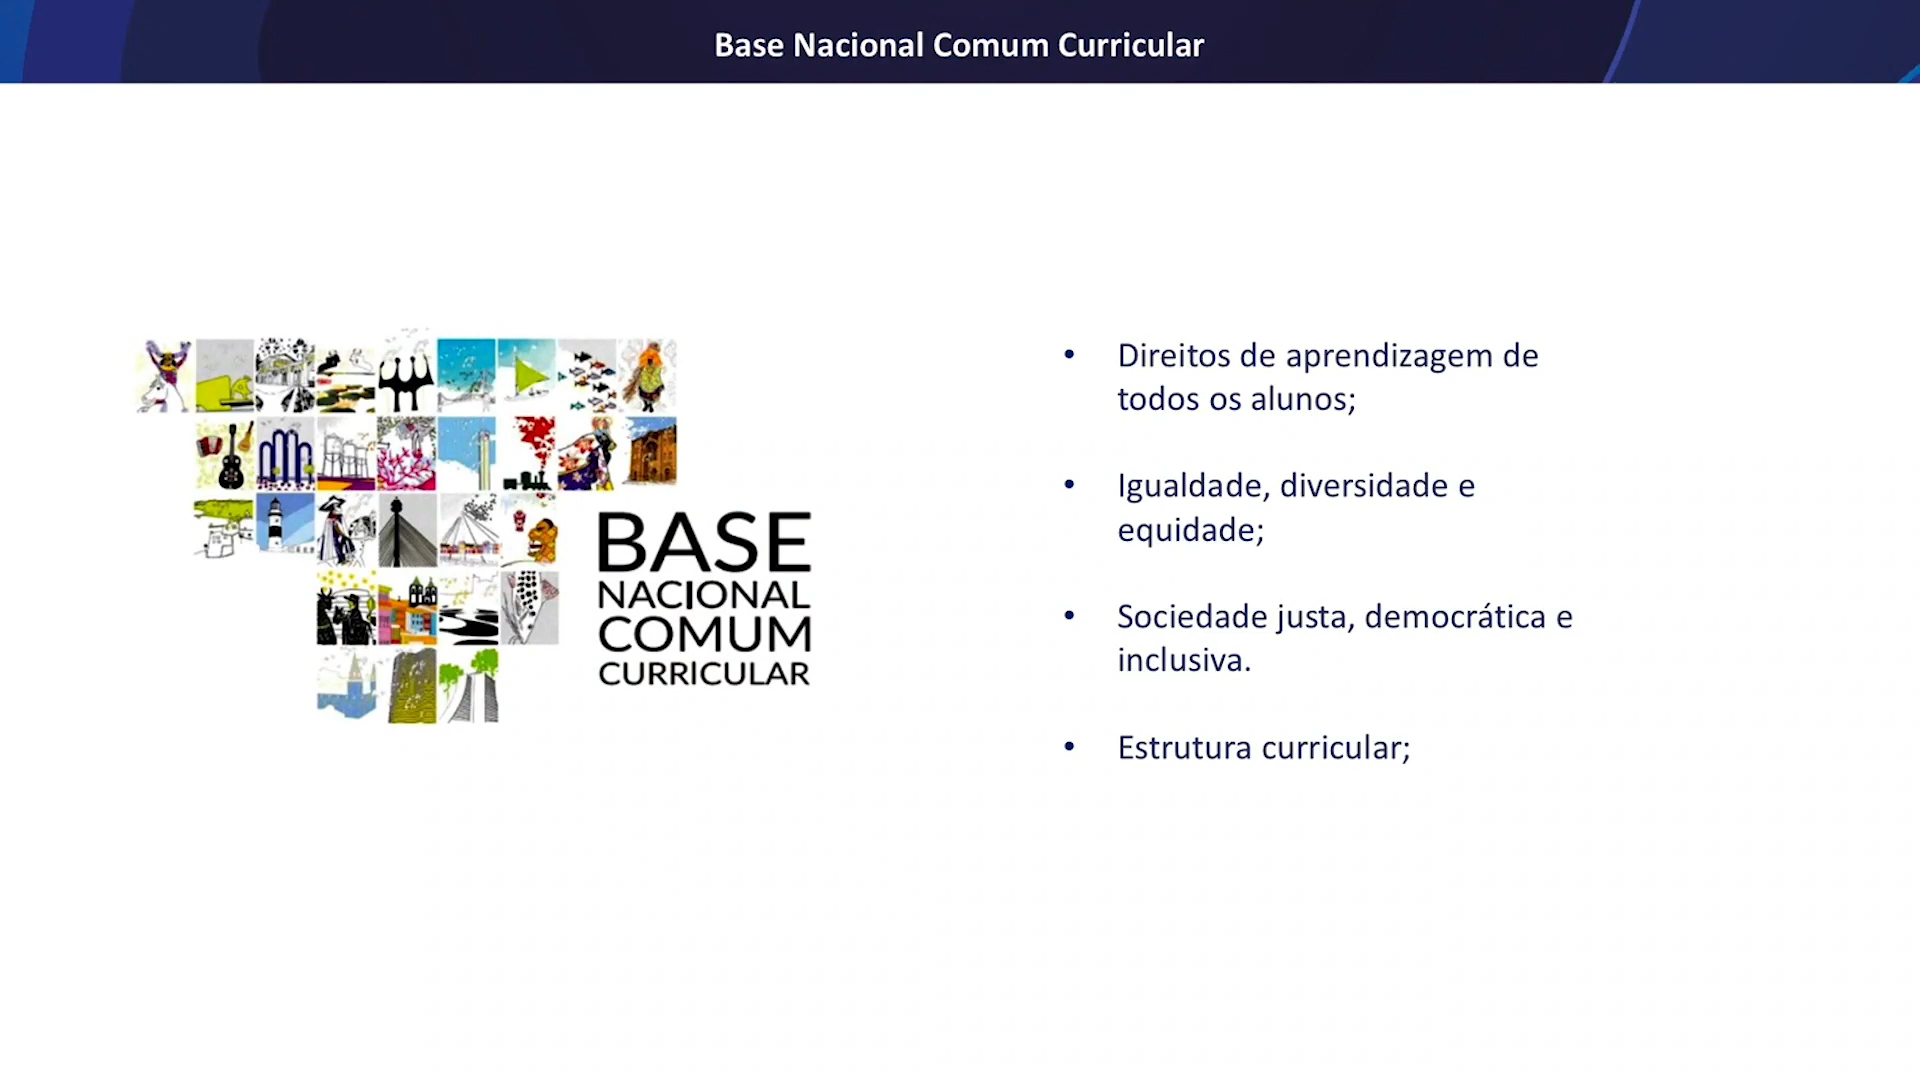 Base Nacional Comum Curricular
BASE
NACIONAL
COMUM
CURRICULAR
• Direitos de aprendizagem de
todos os alunos;
• Igualdade, diversidade e
equidade;
• Sociedade justa, democrática e
inclusiva.
• Estrutura curricular;